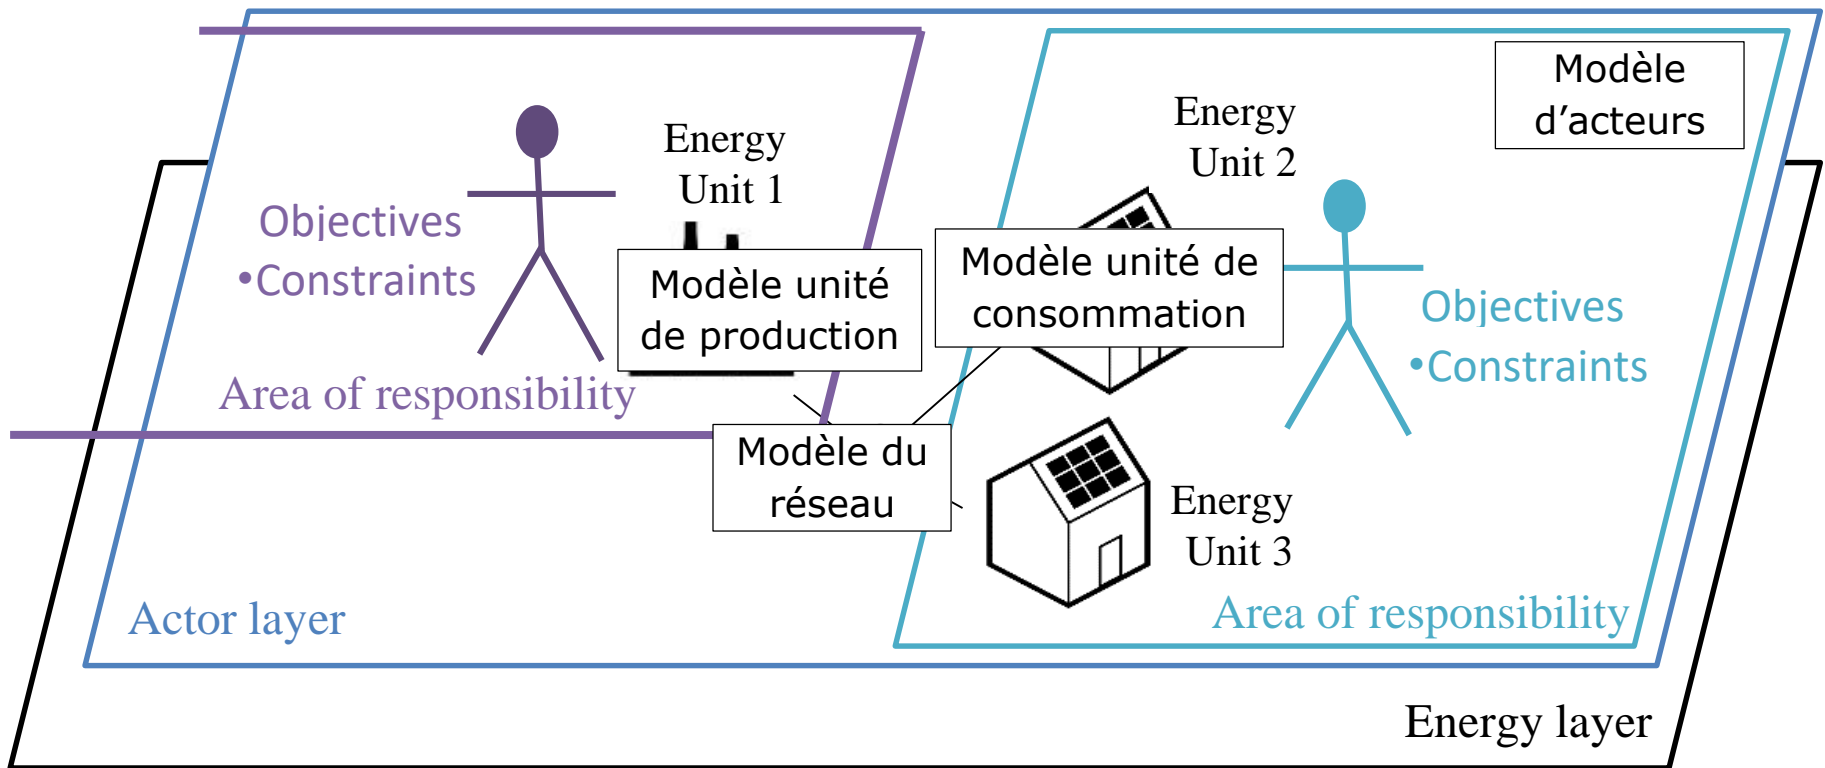 Modèle
d'acteurs
Energy
Unit 1
Energy
Unit 2
Objectives
•Constraints
Modèle unité
de production
Modèle unité de
consommation
Objectives
•Constraints
Area of responsibility
Modèle du
réseau
Energy
Unit 3
Actor layer
Area of responsibility
Energy layer